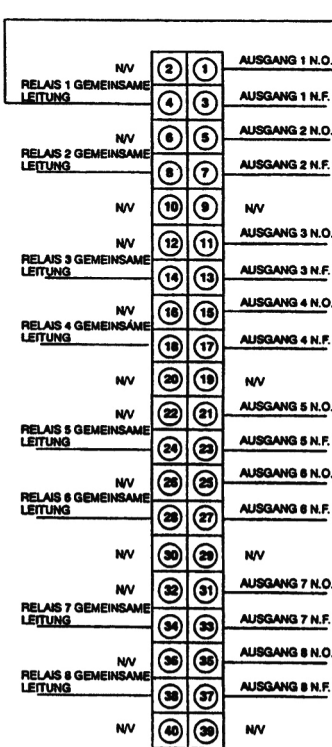 N/V 2 1 AUSGANG 1 N.O.
RELAIS 1 GEMEINSAME
LEITUNG 4 3 AUSGANG 1 N.F.
N/V 6 5 AUSGANG 2 N.O.
RELAIS 2 GEMEINSAME
LEITUNG 8 7 AUSGANG 2 N.F.
N/V 10 9 N/V
N/V 12 11 AUSGANG 3 N.O.
RELAIS 3 GEMEINSAME
LEITUNG 14 13 AUSGANG 3 N.F.
N/V 16 15 AUSGANG 4 N.O.
RELAIS 4 GEMEINSAME
LEITUNG 18 17 AUSGANG 4 N.F.
N/V 20 19 N/V
N/V 22 21 AUSGANG 5 N.O.
RELAIS 5 GEMEINSAME
LEITUNG 24 23 AUSGANG 5 N.F.
N/V 26 25 AUSGANG 6 N.O.
RELAIS 6 GEMEINSAME
LEITUNG 28 27 AUSGANG 6 N.F.
N/V 30 29 N/V
N/V 32 31 AUSGANG 7 N.O.
RELAIS 7 GEMEINSAME
LEITUNG 34 33 AUSGANG 7 N.F.
N/V 36 35 AUSGANG 8 N.O.
RELAIS 8 GEMEINSAME
LEITUNG 38 37 AUSGANG 8 N.F.
N/V 40 39 N/V